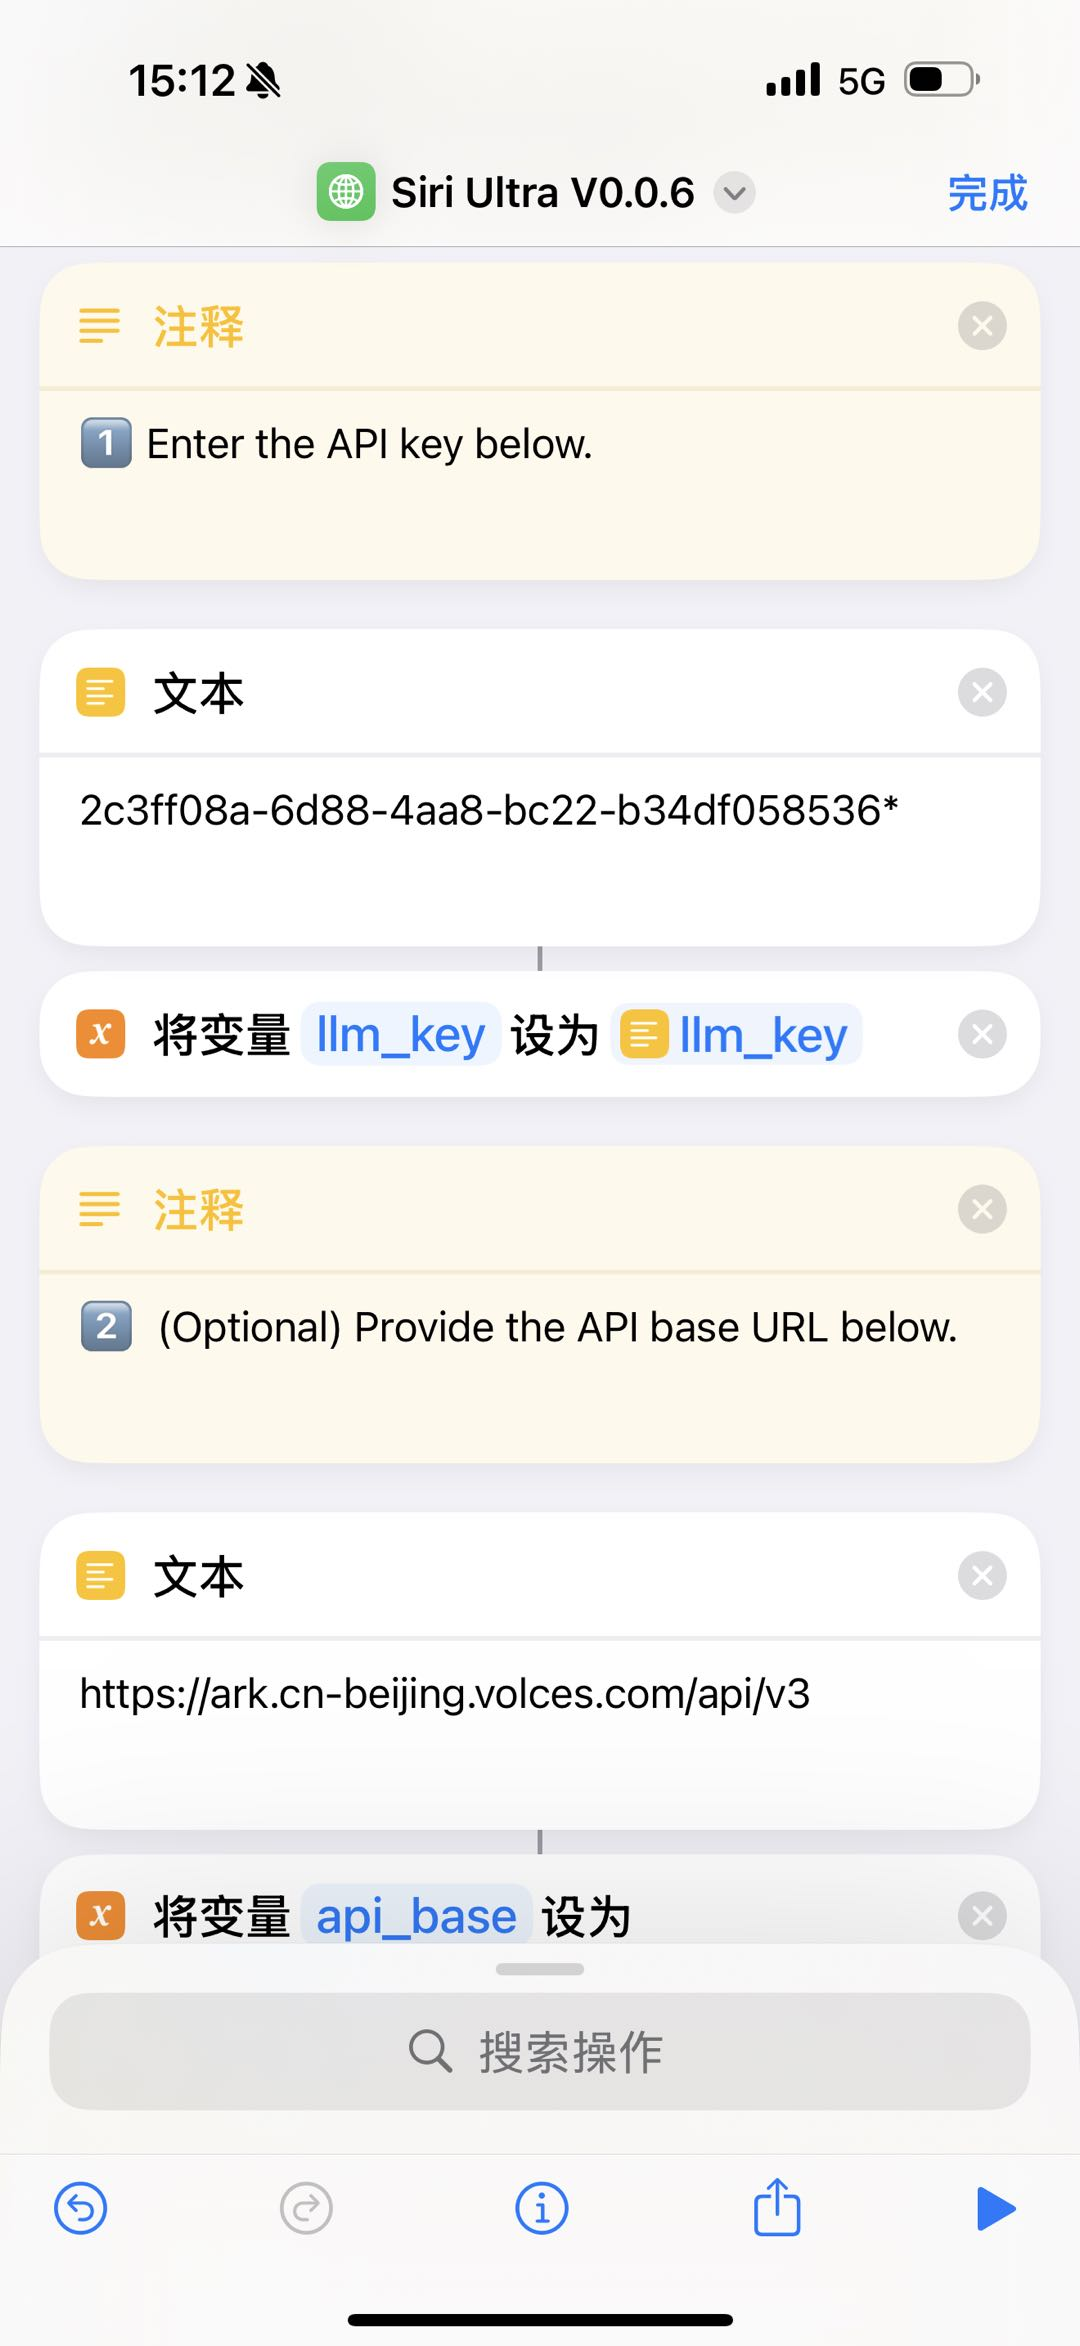 15:12
5G
Siri Ultra V0.0.6
完成
注释
1 Enter the API key below.
文本
2c3ff08a-6d88-4aa8-bc22-b34df058536*
将变量 llm_key 设为 llm_key
注释
2 (Optional) Provide the API base URL below.
文本
https://ark.cn-beijing.volces.com/api/v3
将变量 api_base 设为
搜索操作